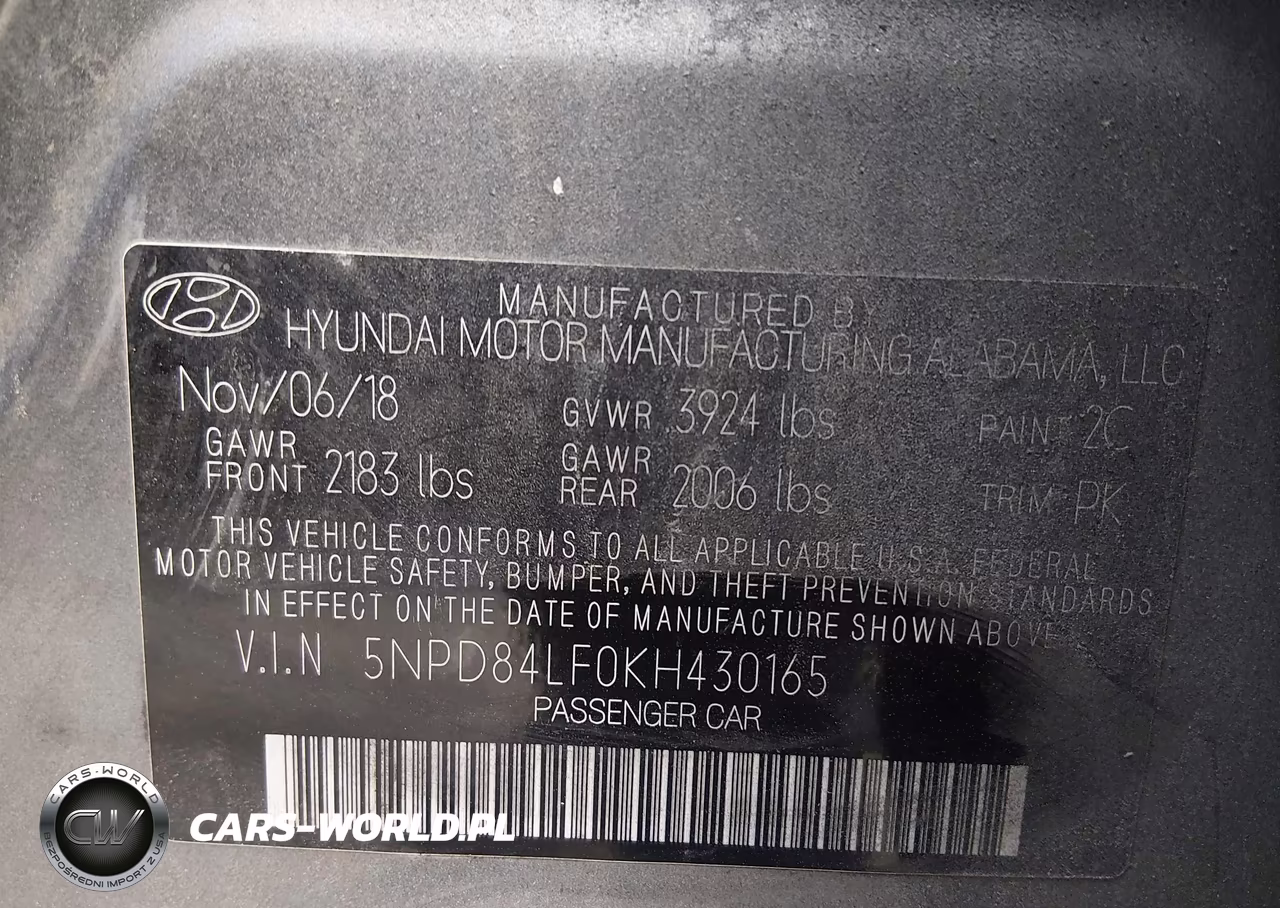 MANUFACTURED BY
HYUNDAI MOTOR MANUFACTURING ALABAMA, LLC
Nov/06/18 GVWR 3924 lbs PAINT 2C
GAWR FRONT 2183 lbs GAWR REAR 2006 lbs TRIM PK
THIS VEHICLE CONFORMS TO ALL APPLICABLE U.S.A. FEDERAL
MOTOR VEHICLE SAFETY, BUMPER, AND THEFT PREVENTION STANDARDS
IN EFFECT ON THE DATE OF MANUFACTURE SHOWN ABOVE
V.I.N 5NPD84LF0KH430165
PASSENGER CAR
CARS-WORLD
CW
BEZPOŚREDNI IMPORT Z USA
CARS-WORLD.PL